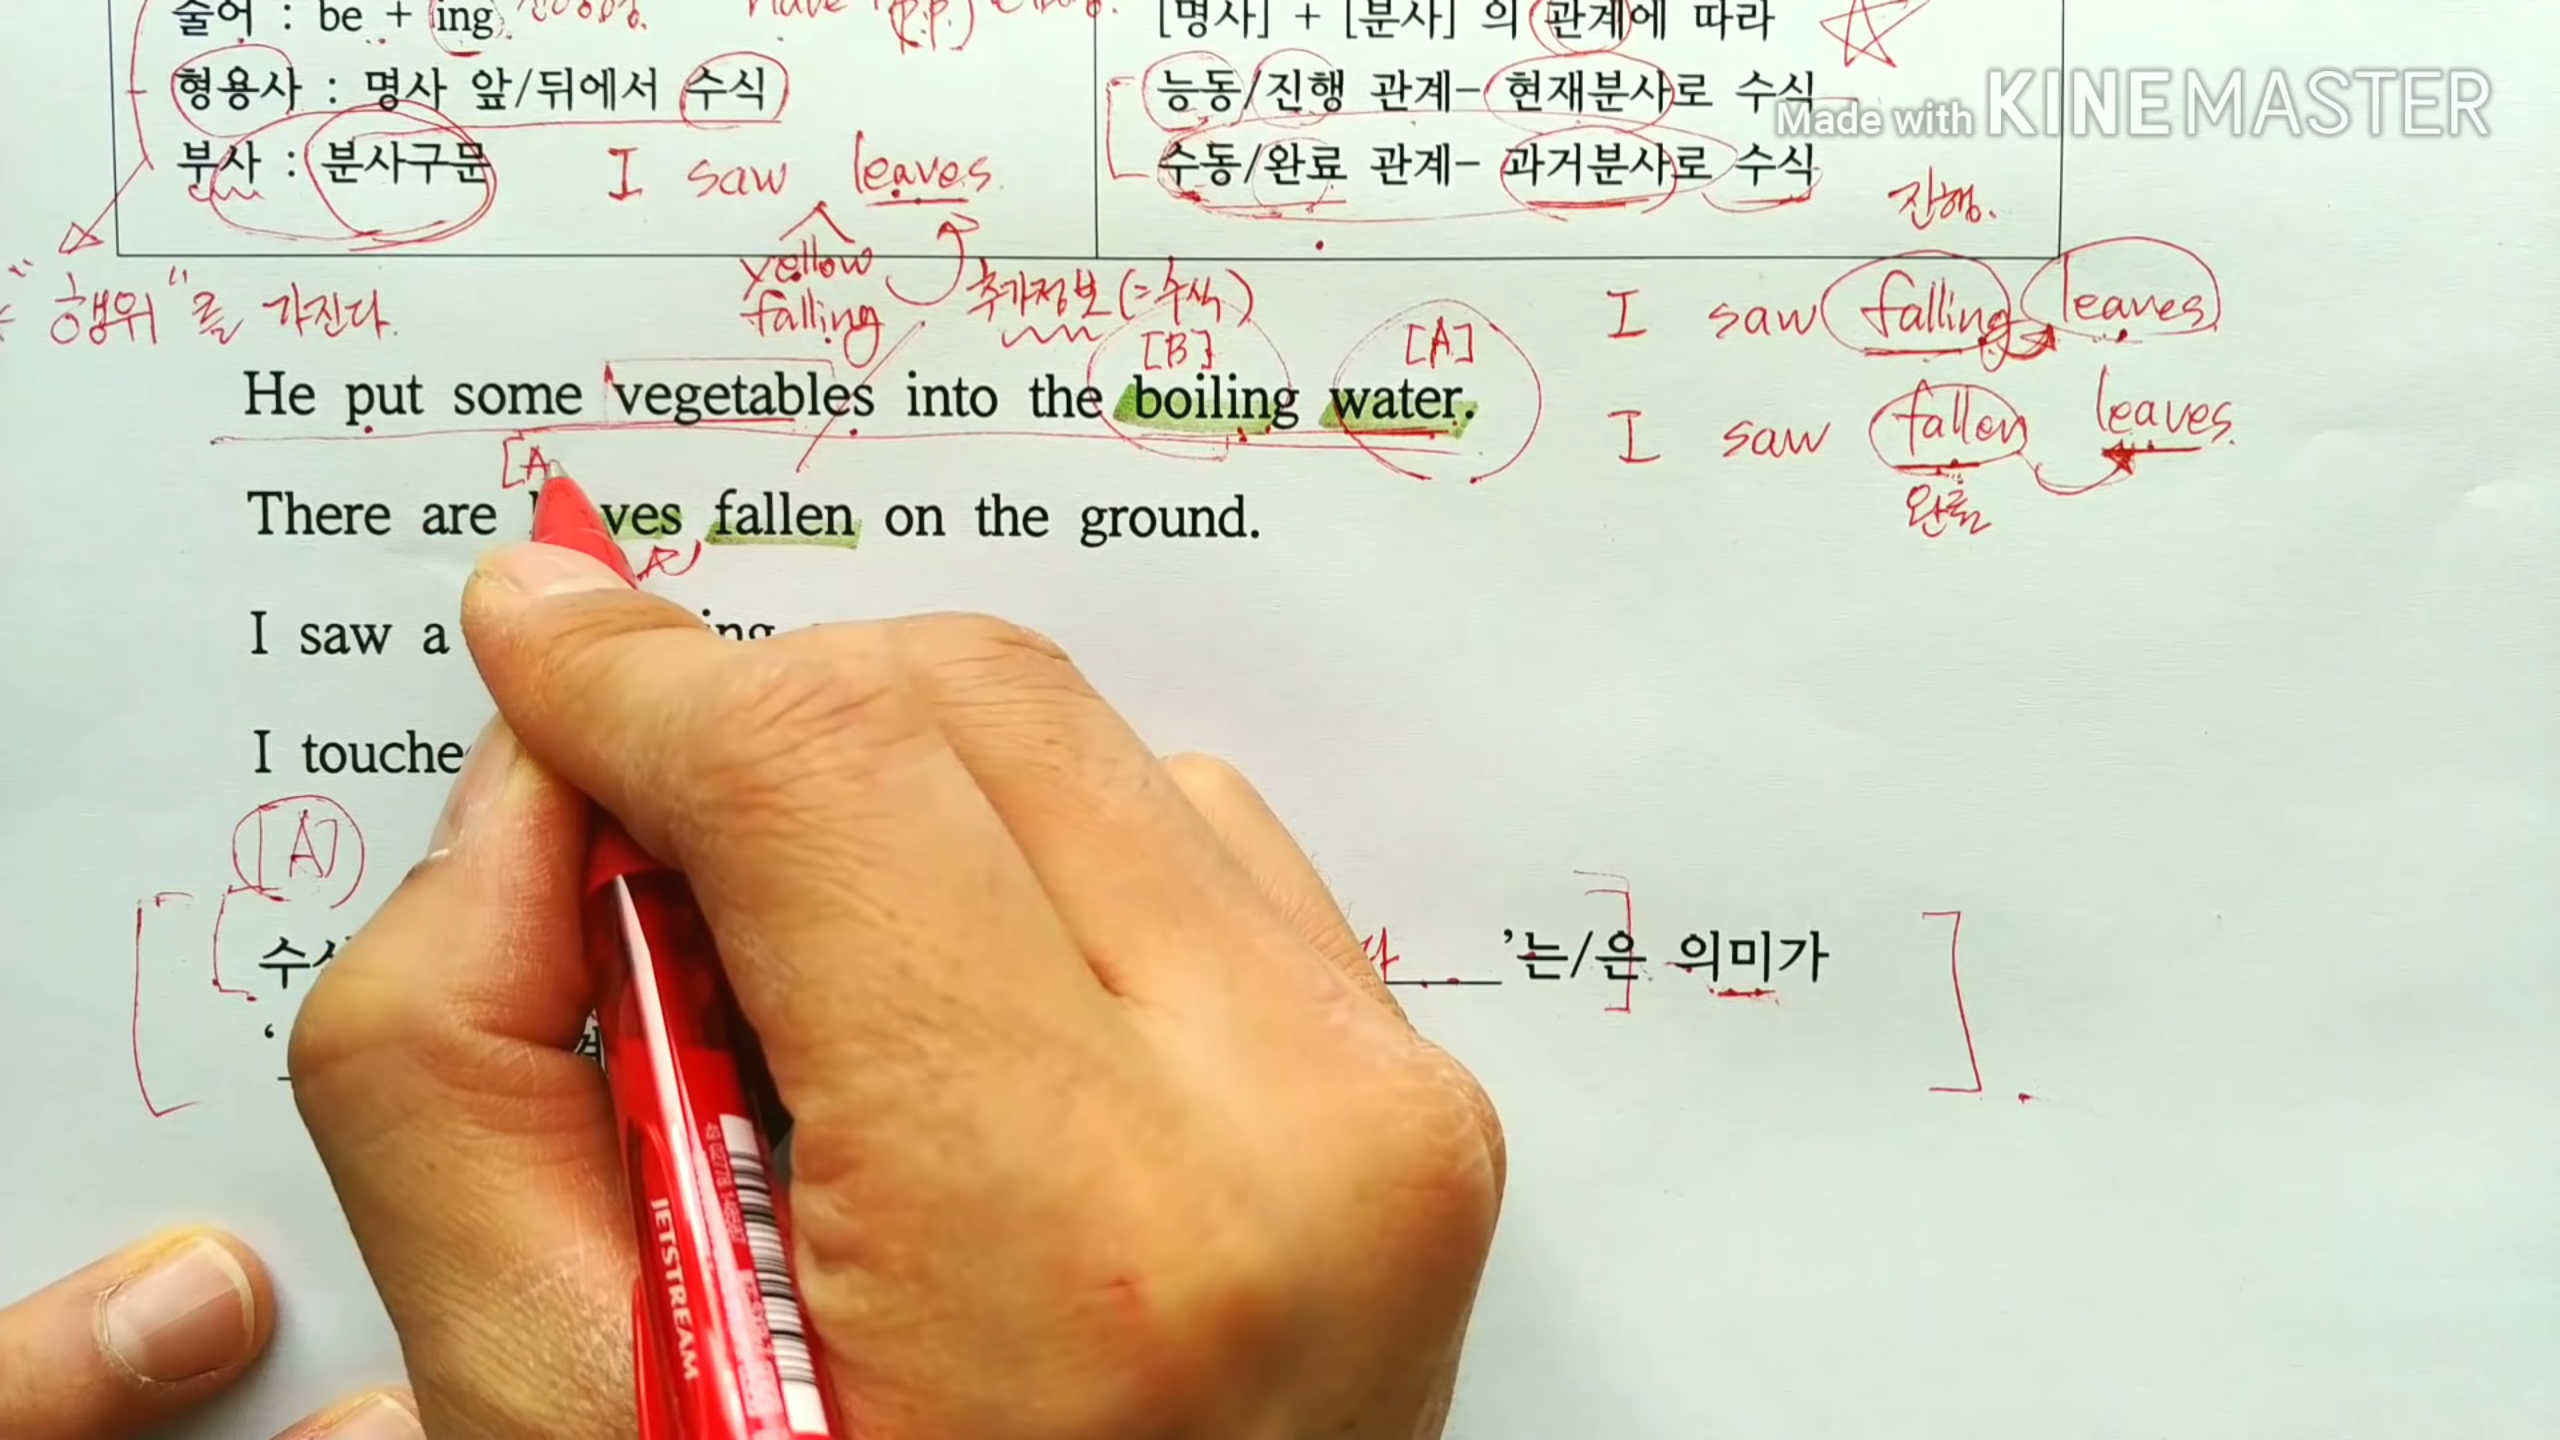 술어 : be + ing
have p.p.
[명사] + [분사] 의 관계에 따라
형용사 : 명사 앞/뒤에서 수식
능동/진행 관계- 현재분사로 수식
Made with KINEMASTER
부사 : 분사구문
I saw leaves.
수동/완료 관계- 과거분사로 수식
진행.
yellow
falling
추가정보 (=수식)
"행위"를 가진다.
I saw falling leaves
[B] [A]
He put some vegetables into the boiling water.
I saw fallen leaves.
완료
[A
There are ves fallen on the ground.
I saw a ing
I touche
[A]
수
'는/은 의미가
JETSTREAM